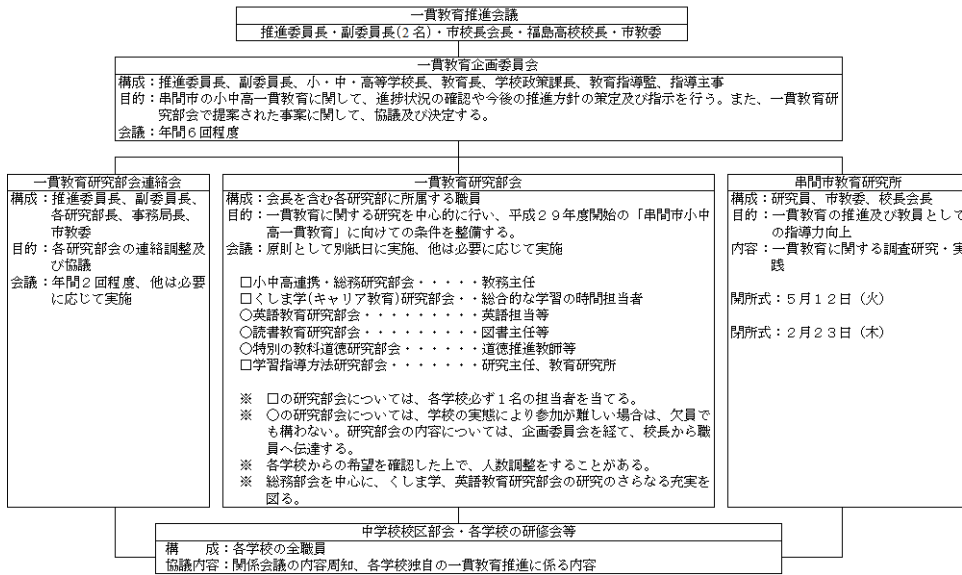 一貫教育推進会議
推進委員長・副委員長(2名)・市校長会長・福島高校校長・市教委
一貫教育企画委員会
構成：推進委員長、副委員長、小・中・高等学校長、教育長、学校政策課長、教育指導監、指導主事
目的：串間市の小中高一貫教育に関して、進捗状況の確認や今後の推進方針の策定及び指示を行う。また、一貫教育研
究部会で提案された事案に関して、協議及び決定する。
会議：年間６回程度
一貫教育研究部会連絡会
構成：推進委員長、副委員長、
各研究部長、事務局長、
市教委
目的：各研究部会の連絡調整及
び協議
会議：年間２回程度、他は必要
に応じて実施
一貫教育研究部会
構成：会長を含む各研究部に所属する職員
目的：一貫教育に関する研究を中心的に行い、平成２９年度開始の「串間市小中
高一貫教育」に向けての条件を整備する。
会議：原則として別紙日に実施、他は必要に応じて実施
□小中高連携・総務研究部会・・・・・教務主任
□くしま学(キャリア教育)研究部会・・総合的な学習の時間担当者
○英語教育研究部会・・・・・・・・・英語担当等
○読書教育研究部会・・・・・・・・・図書主任等
○特別の教科道徳研究部会・・・・・・道徳推進教師等
□学習指導方法研究部会・・・・・・・研究主任、教育研究所
※　□の研究部会については、各学校必ず１名の担当者を当てる。
※　○の研究部会については、学校の実態により参加が難しい場合は、欠員で
も構わない。研究部会の内容については、企画委員会を経て、校長から職
員へ伝達する。
※　各学校からの希望を確認した上で、人数調整をすることがある。
※　総務部会を中心に、くしま学、英語教育研究部会の研究のさらなる充実を
図る。
串間市教育研究所
構成：研究員、市教委、校長会長
目的：一貫教育の推進及び教員として
の指導力向上
内容：一貫教育に関する調査研究・実
践
開所式：５月１２日（火）
閉所式：２月２３日（木）
中学校校区部会・各学校の研修会等
構　　成：各学校の全職員
協議内容：関係会議の内容周知、各学校独自の一貫教育推進に係る内容